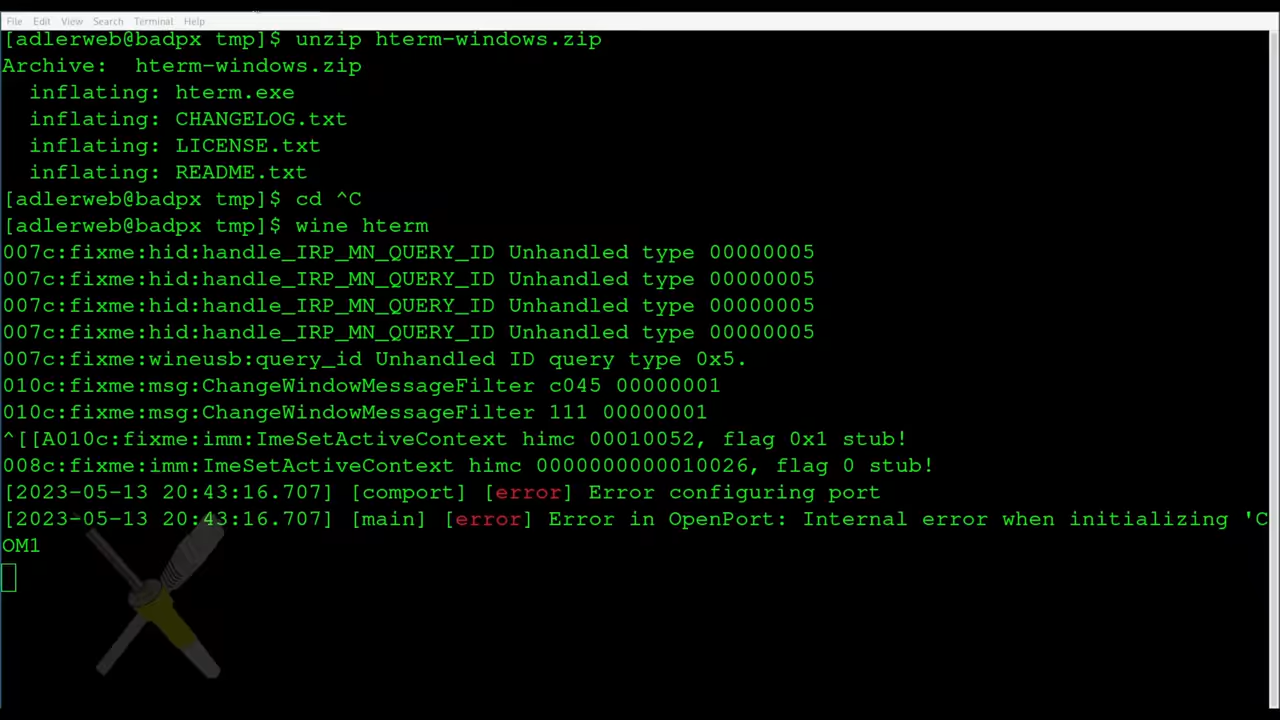 File Edit View Search Terminal Help
[adlerweb@badpx tmp]$ unzip hterm-windows.zip
Archive:  hterm-windows.zip
  inflating: hterm.exe
  inflating: CHANGELOG.txt
  inflating: LICENSE.txt
  inflating: README.txt
[adlerweb@badpx tmp]$ cd ^C
[adlerweb@badpx tmp]$ wine hterm
007c:fixme:hid:handle_IRP_MN_QUERY_ID Unhandled type 00000005
007c:fixme:hid:handle_IRP_MN_QUERY_ID Unhandled type 00000005
007c:fixme:hid:handle_IRP_MN_QUERY_ID Unhandled type 00000005
007c:fixme:hid:handle_IRP_MN_QUERY_ID Unhandled type 00000005
007c:fixme:wineusb:query_id Unhandled ID query type 0x5.
010c:fixme:msg:ChangeWindowMessageFilter c045 00000001
010c:fixme:msg:ChangeWindowMessageFilter 111 00000001
^[[A010c:fixme:imm:ImeSetActiveContext himc 00010052, flag 0x1 stub!
008c:fixme:imm:ImeSetActiveContext himc 0000000000010026, flag 0 stub!
[2023-05-13 20:43:16.707] [comport] [error] Error configuring port
[2023-05-13 20:43:16.707] [main] [error] Error in OpenPort: Internal error when initializing 'C
OM1